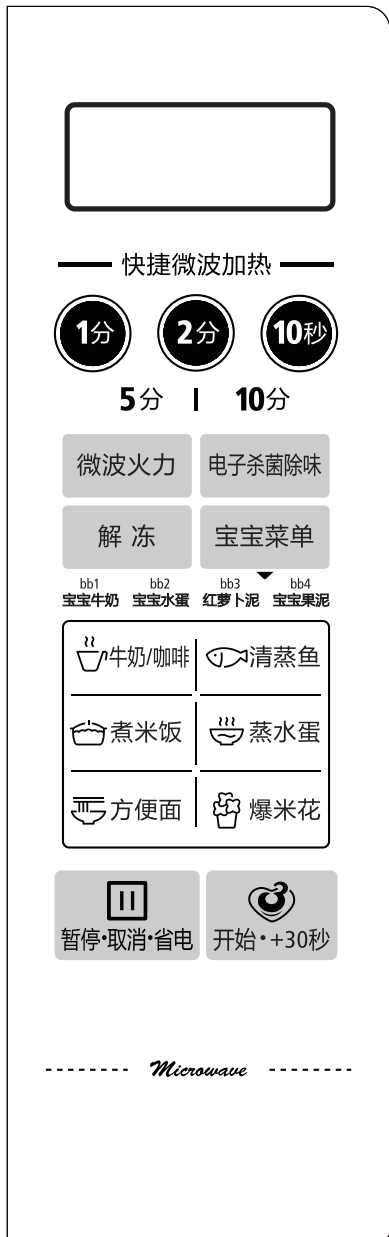 快捷微波加热
1分 2分 10秒
5分 | 10分
微波火力 电子杀菌除味
解冻 宝宝菜单
bb1 bb2 bb3 bb4
宝宝牛奶 宝宝水蛋 红萝卜泥 宝宝果泥
牛奶/咖啡 清蒸鱼
煮米饭 蒸水蛋
方便面 爆米花
暂停·取消·省电 开始·+30秒
Microwave